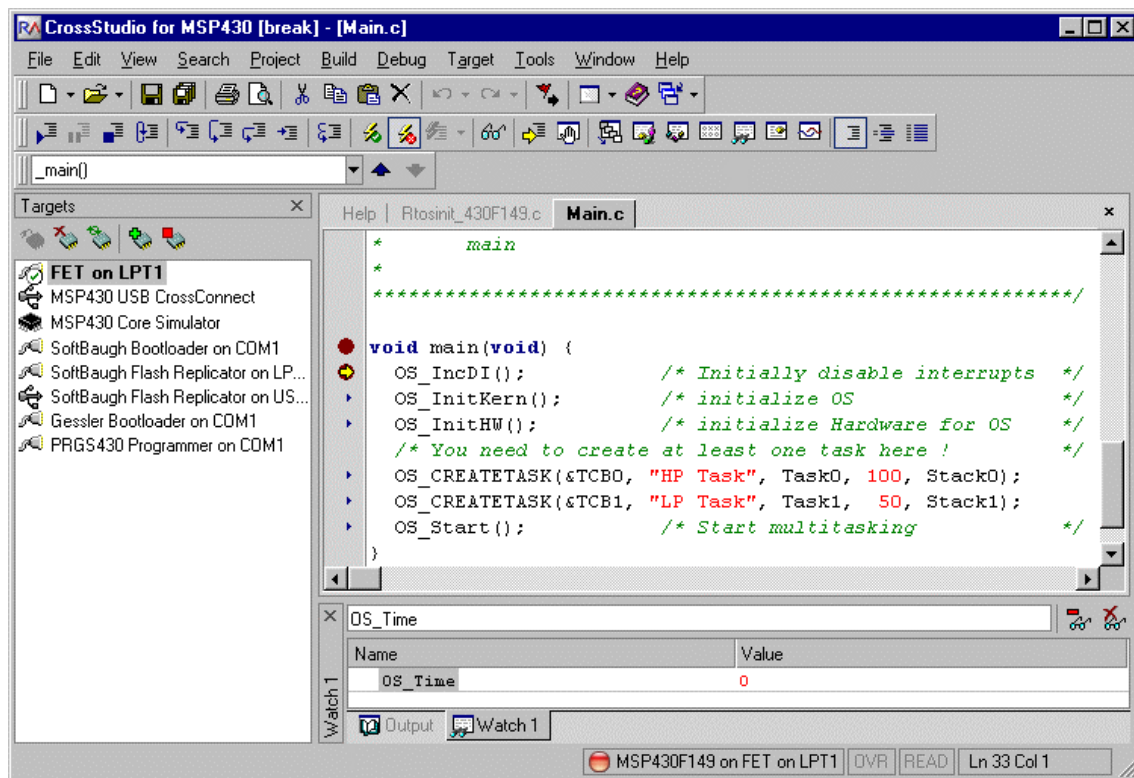 CrossStudio for MSP430 [break] - [Main.c]
File Edit View Search Project Build Debug Target Tools Window Help
_main()
Targets
FET on LPT1
MSP430 USB CrossConnect
MSP430 Core Simulator
SoftBaugh Bootloader on COM1
SoftBaugh Flash Replicator on LP...
SoftBaugh Flash Replicator on US...
Gessler Bootloader on COM1
PRGS430 Programmer on COM1
Help | Rtosinit_430F149.c Main.c
*       main
*
**********************************************************/
void main(void) {
  OS_IncDI();            /* Initially disable interrupts  */
  OS_InitKern();         /* initialize OS                 */
  OS_InitHW();           /* initialize Hardware for OS    */
  /* You need to create at least one task here !          */
  OS_CREATETASK(&TCB0, "HP Task", Task0, 100, Stack0);
  OS_CREATETASK(&TCB1, "LP Task", Task1,  50, Stack1);
  OS_Start();            /* Start multitasking            */
}
OS_Time
Name Value
OS_Time 0
Watch 1
Output Watch 1
MSP430F149 on FET on LPT1 OVR READ Ln 33 Col 1